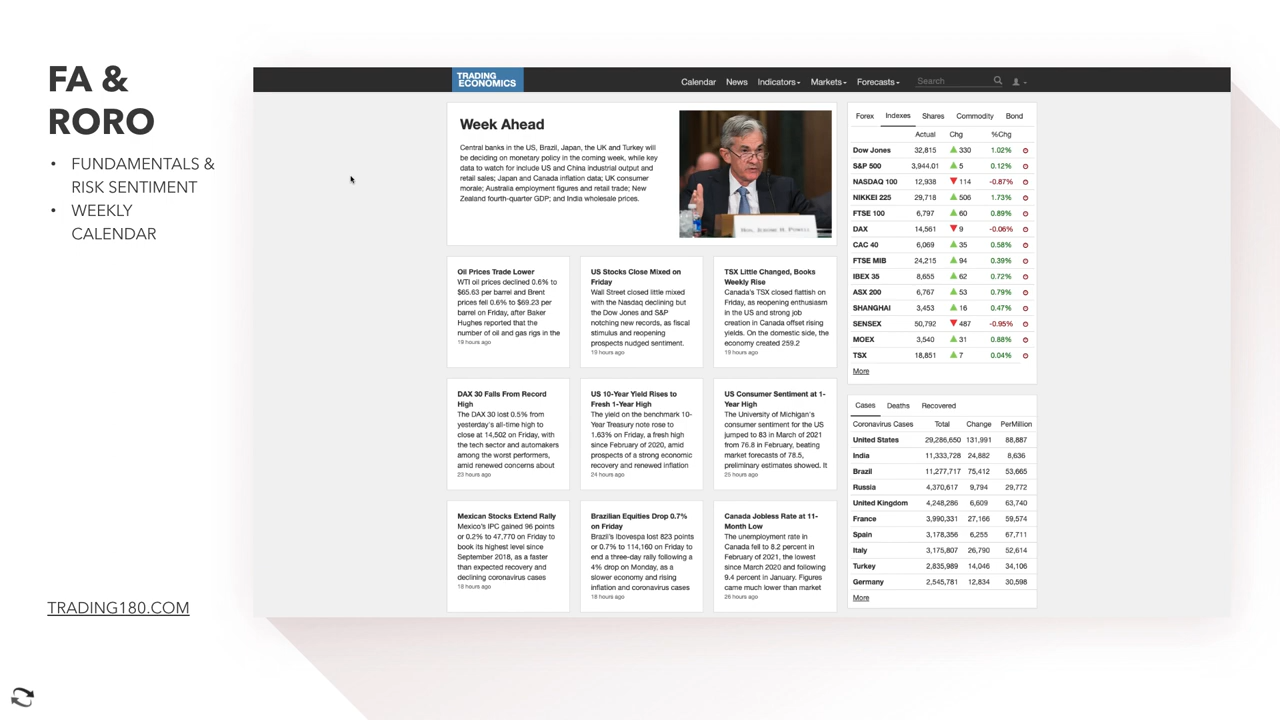 FA &
RORO
• FUNDAMENTALS &
RISK SENTIMENT
• WEEKLY
CALENDAR
TRADING180.COM
TRADING
ECONOMICS
Calendar News Indicators Markets Forecasts Search
Week Ahead
Central banks in the US, Brazil, Japan, the UK and Turkey will
be deciding on monetary policy in the coming week, while key
data to watch for include US and China industrial output and
retail sales; Japan and Canada inflation data; UK consumer
morale; Australia employment figures and retail trade; New
Zealand fourth-quarter GDP; and India wholesale prices.
HON. JEROME H. POWELL
Oil Prices Trade Lower
WTI oil prices declined 0.6% to
$65.63 per barrel and Brent
prices fell 0.6% to $69.23 per
barrel on Friday, after Baker
Hughes reported that the
number of oil and gas rigs in the
19 hours ago
US Stocks Close Mixed on
Friday
Wall Street closed little mixed
with the Nasdaq declining but
the Dow Jones and S&P
notching new records, as fiscal
stimulus and reopening
prospects nudged sentiment.
19 hours ago
TSX Little Changed, Books
Weekly Rise
Canada's TSX closed flattish on
Friday, as reopening enthusiasm
in the US and strong job
creation in Canada offset rising
yields. On the domestic side, the
economy created 259.2
19 hours ago
DAX 30 Falls From Record
High
The DAX 30 lost 0.5% from
yesterday's all-time high to
close at 14,502 on Friday, with
the tech sector and automakers
among the worst performers,
amid renewed concerns about
23 hours ago
US 10-Year Yield Rises to
Fresh 1-Year High
The yield on the benchmark 10-
Year Treasury note rose to
1.63% on Friday, a fresh high
since February of 2020, amid
prospects of a strong economic
recovery and renewed inflation
24 hours ago
US Consumer Sentiment at 1-
Year High
The University of Michigan's
consumer sentiment for the US
jumped to 83 in March of 2021
from 76.8 in February, beating
market forecasts of 78.5,
preliminary estimates showed. It
25 hours ago
Mexican Stocks Extend Rally
Mexico's IPC gained 96 points
or 0.2% to 47,770 on Friday to
book its highest level since
September 2018, as a faster
than expected recovery and
declining coronavirus cases
18 hours ago
Brazilian Equities Drop 0.7%
on Friday
Brazil's Ibovespa lost 823 points
or 0.7% to 114,160 on Friday to
end a three-day rally following a
4% drop on Monday, as a
slower economy and rising
inflation and coronavirus cases
18 hours ago
Canada Jobless Rate at 11-
Month Low
The unemployment rate in
Canada fell to 8.2 percent in
February of 2021, the lowest
since March 2020 and following
9.4 percent in January. Figures
came much lower than market
26 hours ago
Forex Indexes Shares Commodity Bond
Actual Chg %Chg
Dow Jones 32,815 330 1.02%
S&P 500 3,944.01 5 0.12%
NASDAQ 100 12,938 114 -0.87%
NIKKEI 225 29,718 506 1.73%
FTSE 100 6,797 60 0.89%
DAX 14,561 9 -0.06%
CAC 40 6,069 35 0.58%
FTSE MIB 24,215 94 0.39%
IBEX 35 8,655 62 0.72%
ASX 200 6,767 53 0.79%
SHANGHAI 3,453 16 0.47%
SENSEX 50,792 487 -0.95%
MOEX 3,540 31 0.88%
TSX 18,851 7 0.04%
More
Cases Deaths Recovered
Coronavirus Cases Total Change PerMillion
United States 29,286,650 131,991 88,887
India 11,333,728 24,882 8,636
Brazil 11,277,717 75,412 53,665
Russia 4,370,617 9,794 29,772
United Kingdom 4,248,286 6,609 63,740
France 3,990,331 27,166 59,574
Spain 3,178,356 6,255 67,711
Italy 3,175,807 26,790 52,614
Turkey 2,835,989 14,046 34,106
Germany 2,545,781 12,834 30,598
More